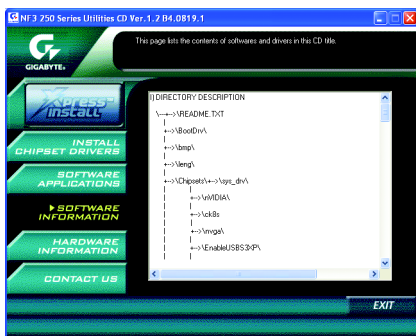 NF3 250 Series Utilities CD Ver.1.2 B4.0819.1
This page lists the contents of softwares and drivers in this CD title.
GIGABYTE
Xpress
Install
INSTALL
CHIPSET DRIVERS
SOFTWARE
APPLICATIONS
SOFTWARE
INFORMATION
HARDWARE
INFORMATION
CONTACT US
I) DIRECTORY DESCRIPTION
\---+-->\README.TXT
+-->\BootDrv\
+-->\bmp\
+-->\leng\
+-->\Chipsets\+-->\sys_drv\
+-->\nVIDIA\
+-->\ck8s
+-->\nvga\
+-->\EnableUSBS3XP\
EXIT